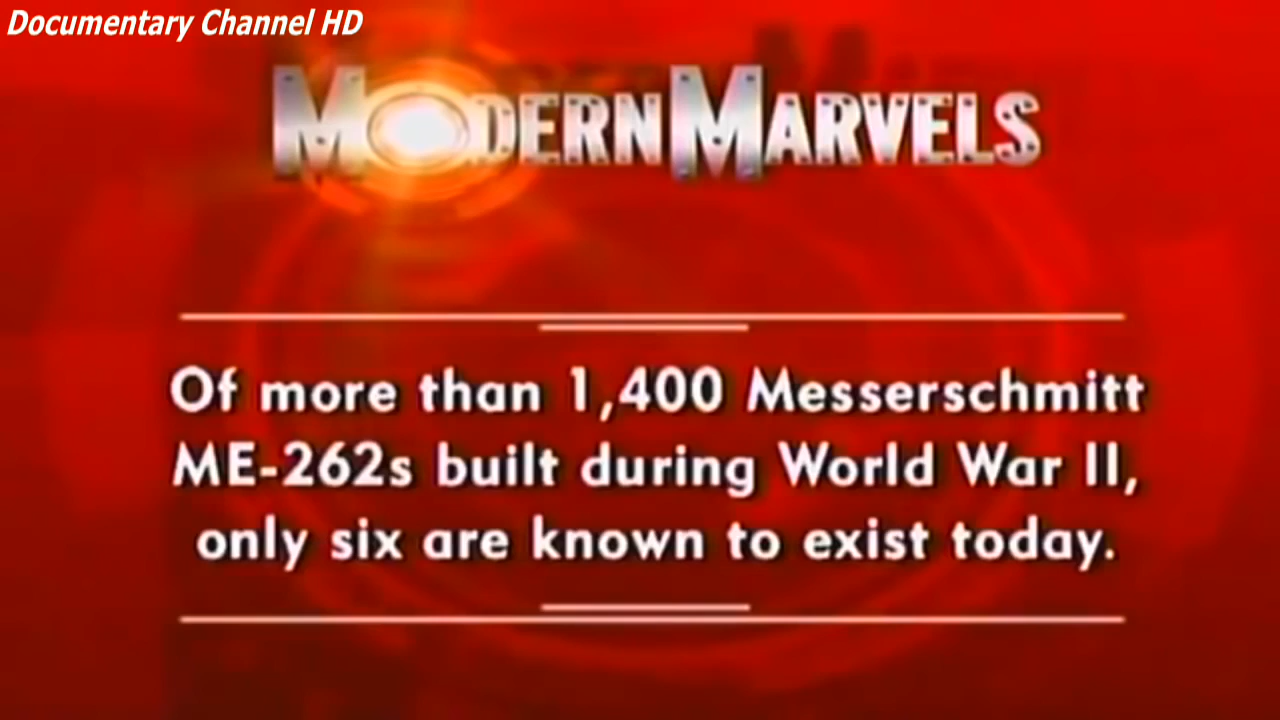 Documentary Channel HD
MODERN MARVELS
Of more than 1,400 Messerschmitt
ME-262s built during World War II,
only six are known to exist today.